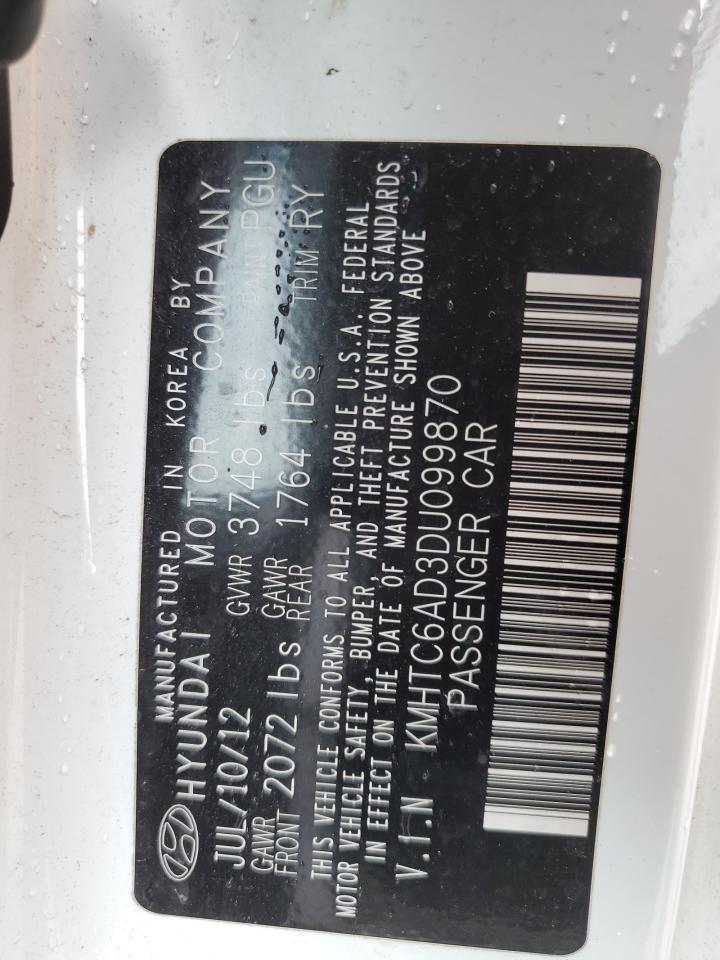 MANUFACTURED IN KOREA BY
HYUNDAI MOTOR COMPANY
JUL/10/12 GVWR 3748 lbs PAINT PGU
GAWR FRONT 2072 lbs GAWR REAR 1764 lbs TRIM RY
THIS VEHICLE CONFORMS TO ALL APPLICABLE U.S.A. FEDERAL
MOTOR VEHICLE SAFETY, BUMPER, AND THEFT PREVENTION STANDARDS
IN EFFECT ON THE DATE OF MANUFACTURE SHOWN ABOVE
V.I.N KMHTC6AD3DU099870
PASSENGER CAR